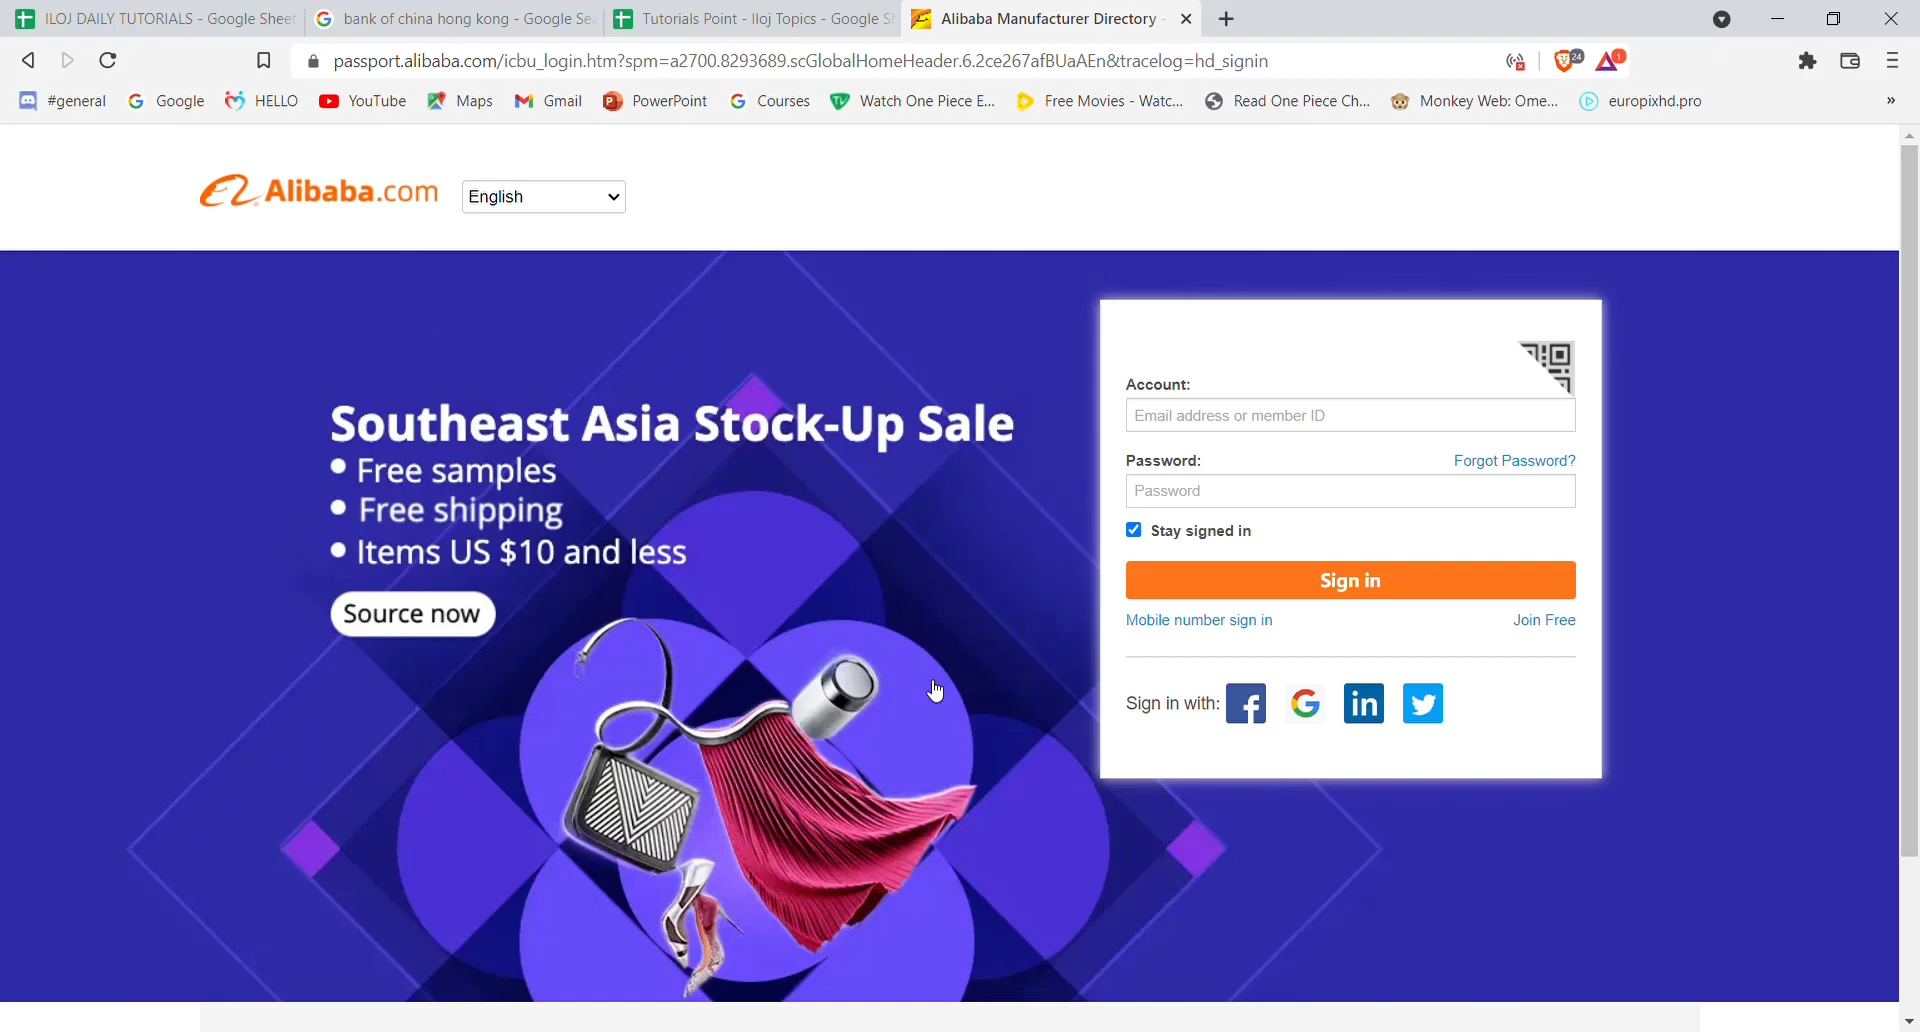 ILOJ DAILY TUTORIALS - Google Sheet
bank of china hong kong - Google Sea
Tutorials Point - Iloj Topics - Google S
Alibaba Manufacturer Directory -
passport.alibaba.com/icbu_login.htm?spm=a2700.8293689.scGlobalHomeHeader.6.2ce267afBUaAEn&tracelog=hd_signin
24
1
#general
Google
HELLO
YouTube
Maps
Gmail
PowerPoint
Courses
Watch One Piece E...
Free Movies - Watc...
Read One Piece Ch...
Monkey Web: Ome...
europixhd.pro
»
Alibaba.com
English
Southeast Asia Stock-Up Sale
• Free samples
• Free shipping
• Items US $10 and less
Source now
Account:
Email address or member ID
Password:
Forgot Password?
Password
Stay signed in
Sign in
Mobile number sign in
Join Free
Sign in with: